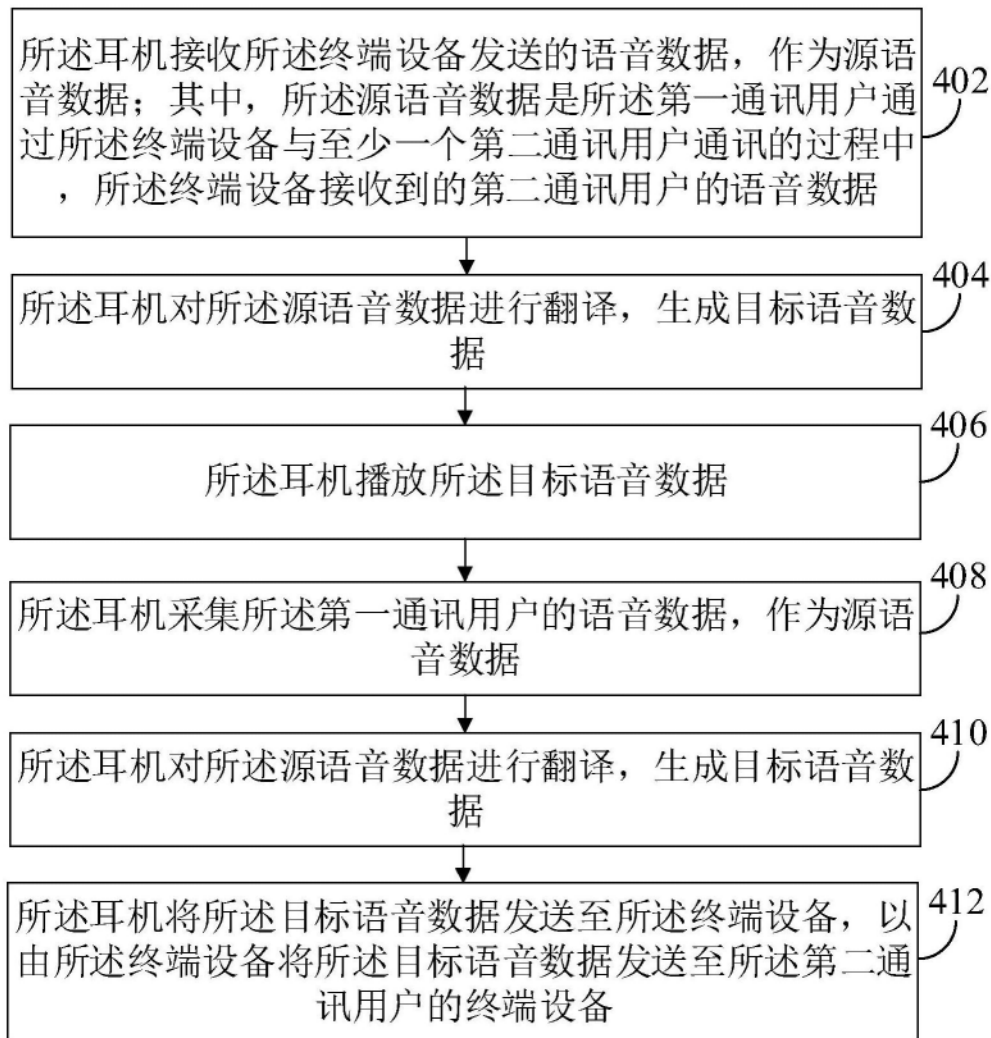 所述耳机接收所述终端设备发送的语音数据，作为源语
音数据；其中，所述源语音数据是所述第一通讯用户通
过所述终端设备与至少一个第二通讯用户通讯的过程中
，所述终端设备接收到的第二通讯用户的语音数据
402
所述耳机对所述源语音数据进行翻译，生成目标语音数
据
404
所述耳机播放所述目标语音数据
406
所述耳机采集所述第一通讯用户的语音数据，作为源语
音数据
408
所述耳机对所述源语音数据进行翻译，生成目标语音数
据
410
所述耳机将所述目标语音数据发送至所述终端设备，以
由所述终端设备将所述目标语音数据发送至所述第二通
讯用户的终端设备
412